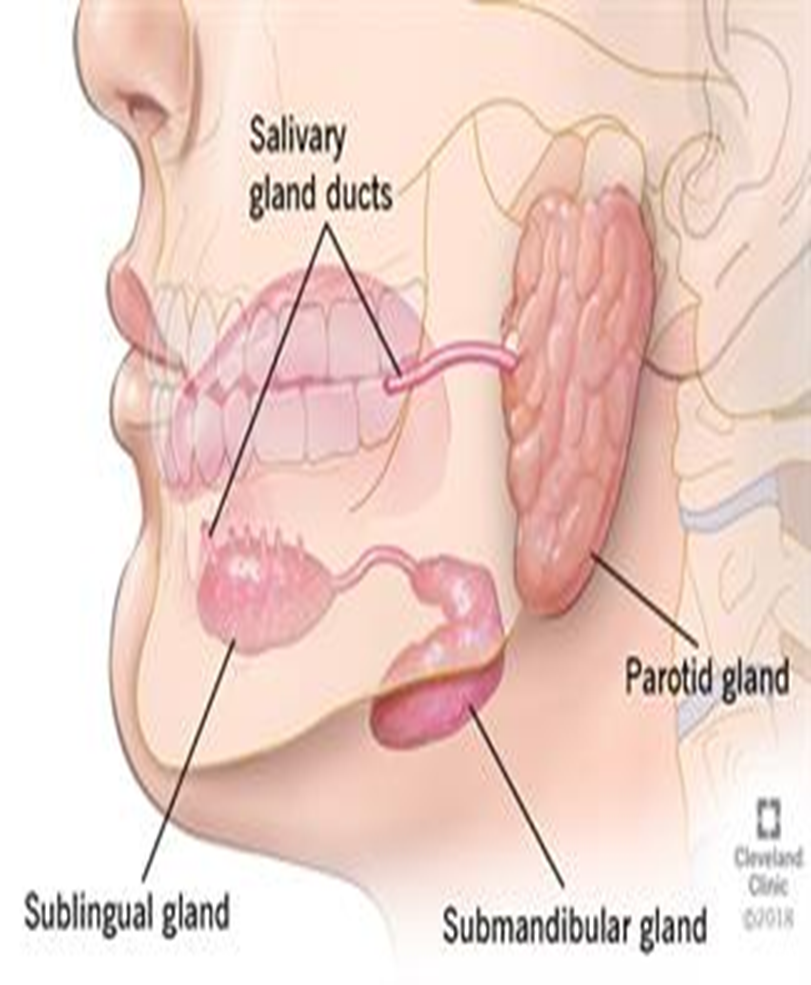 Salivary
gland ducts
Parotid gland
Sublingual gland
Submandibular gland
Cleveland
Clinic
©2018